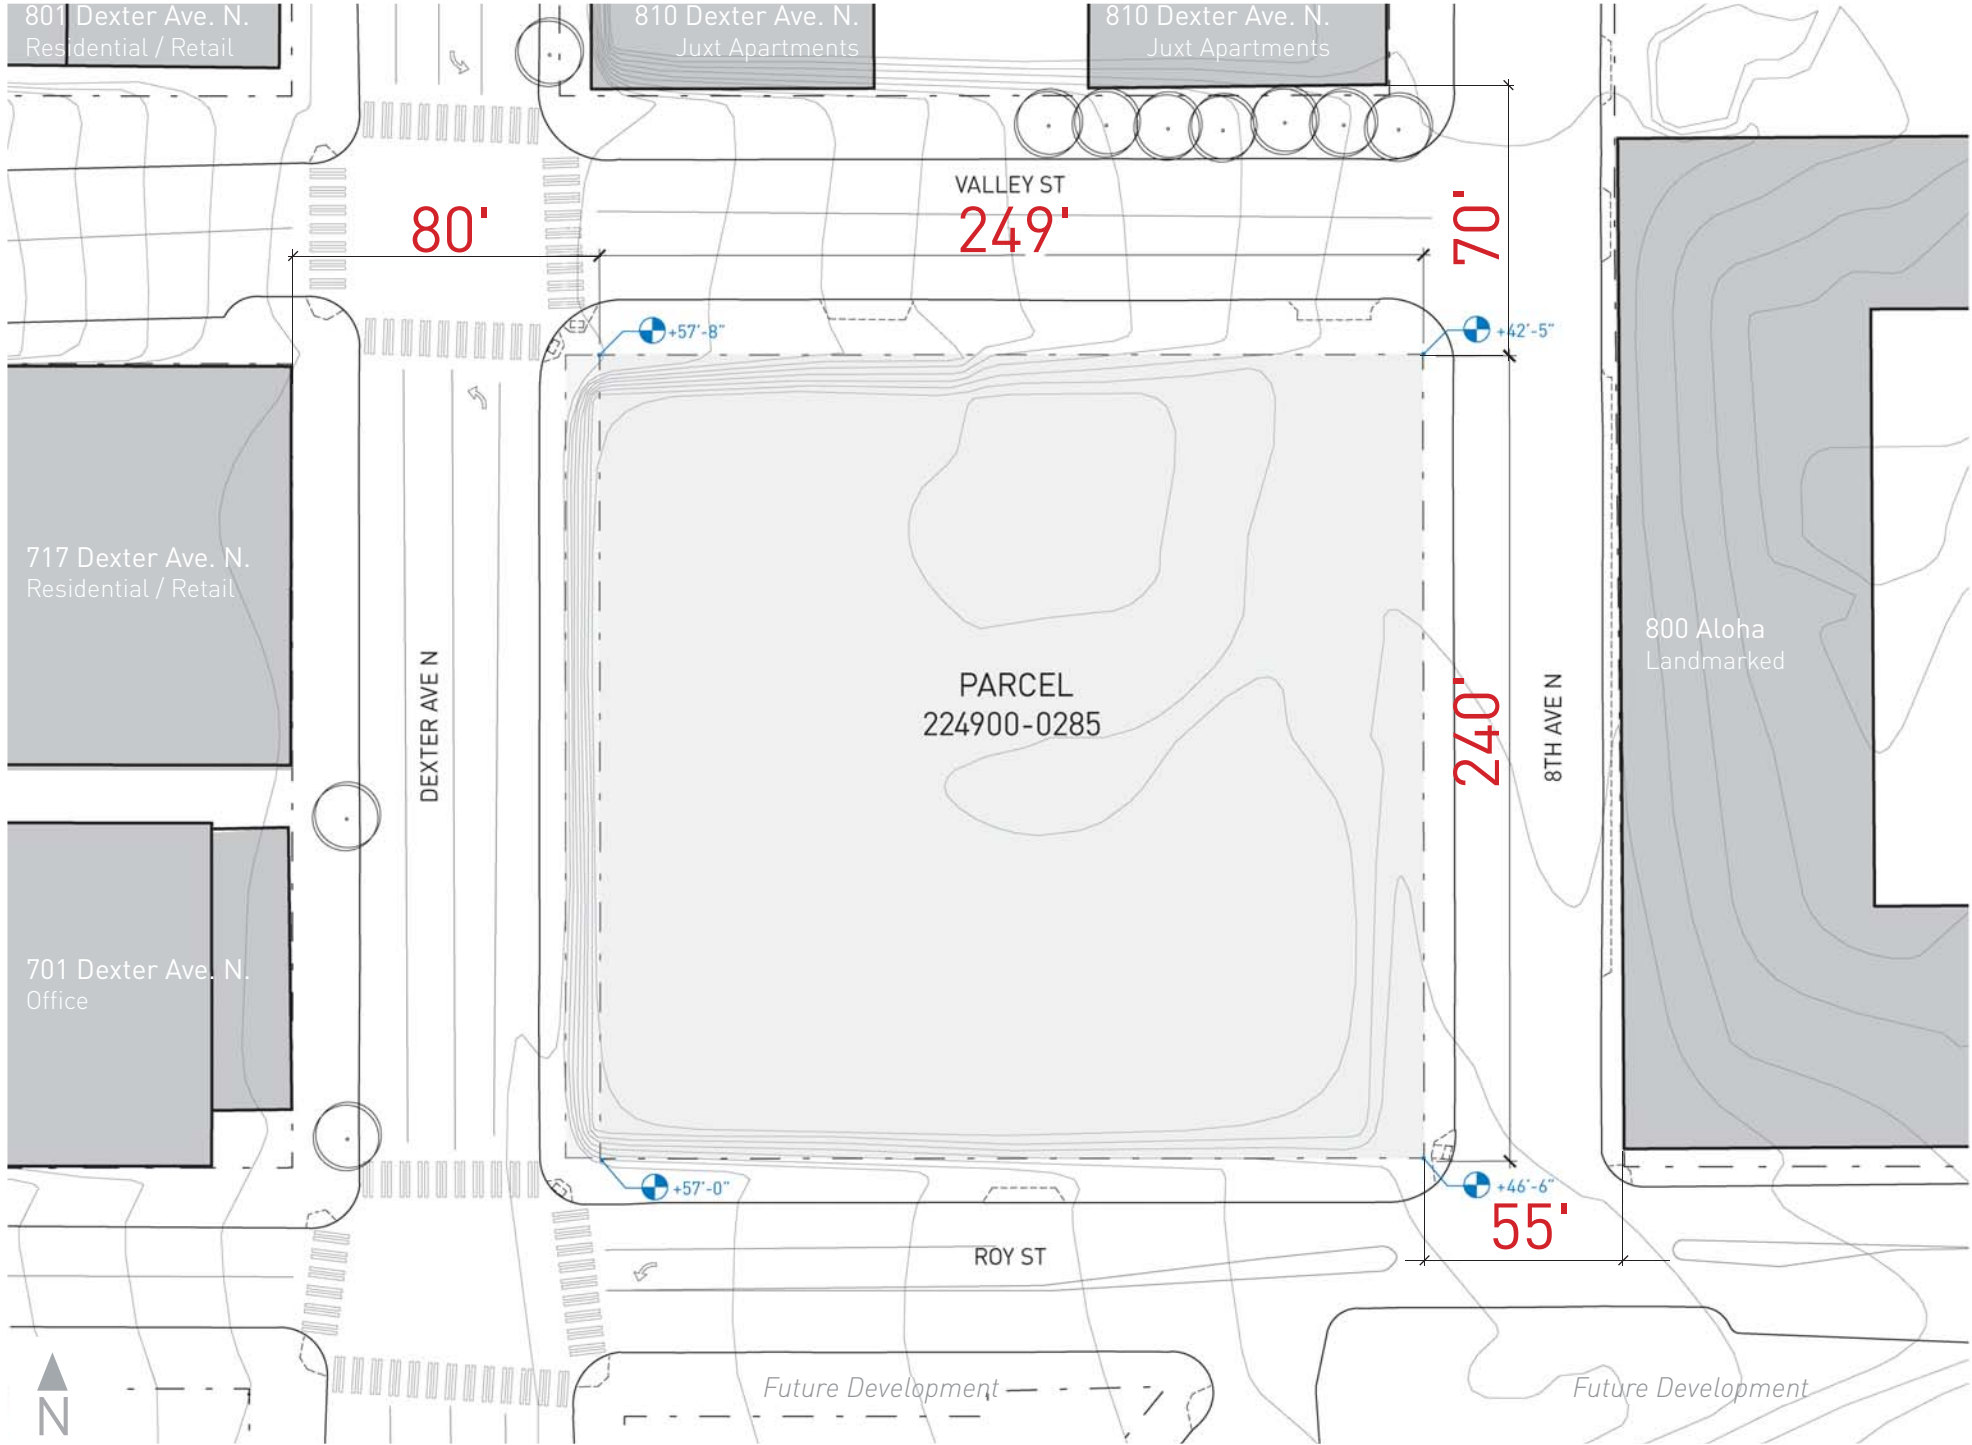 801 Dexter Ave. N.
Residential / Retail
810 Dexter Ave. N.
Juxt Apartments
810 Dexter Ave. N.
Juxt Apartments
VALLEY ST
80'
249'
70'
+57'-8"
+42'-5"
717 Dexter Ave. N.
Residential / Retail
DEXTER AVE N
PARCEL
224900-0285
240'
8TH AVE N
800 Aloha
Landmarked
701 Dexter Ave. N.
Office
+57'-0"
+46'-6"
55'
ROY ST
Future Development
Future Development
N